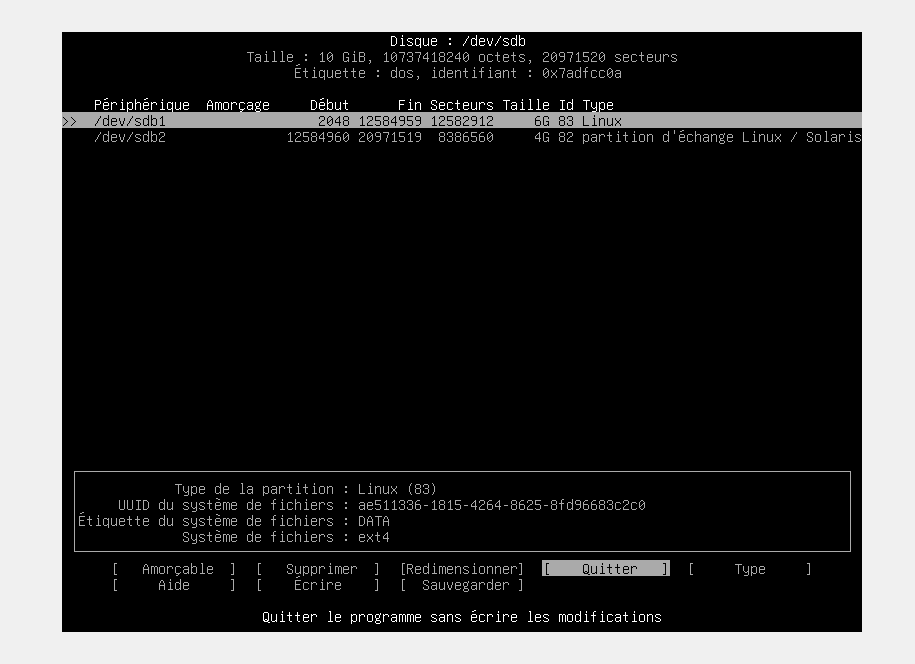 Disque : /dev/sdb
Taille : 10 GiB, 10737418240 octets, 20971520 secteurs
Étiquette : dos, identifiant : 0x7adfcc0a
Périphérique Amorçage Début Fin Secteurs Taille Id Type
>> /dev/sdb1 2048 12584959 12582912 6G 83 Linux
/dev/sdb2 12584960 20971519 8386560 4G 82 partition d'échange Linux / Solaris
Type de la partition : Linux (83)
UUID du système de fichiers : ae511336-1815-4264-8625-8fd96683c2c0
Étiquette du système de fichiers : DATA
Système de fichiers : ext4
[ Amorçable ] [ Supprimer ] [Redimensionner] [ Quitter ] [ Type ]
[ Aide ] [ Écrire ] [ Sauvegarder ]
Quitter le programme sans écrire les modifications